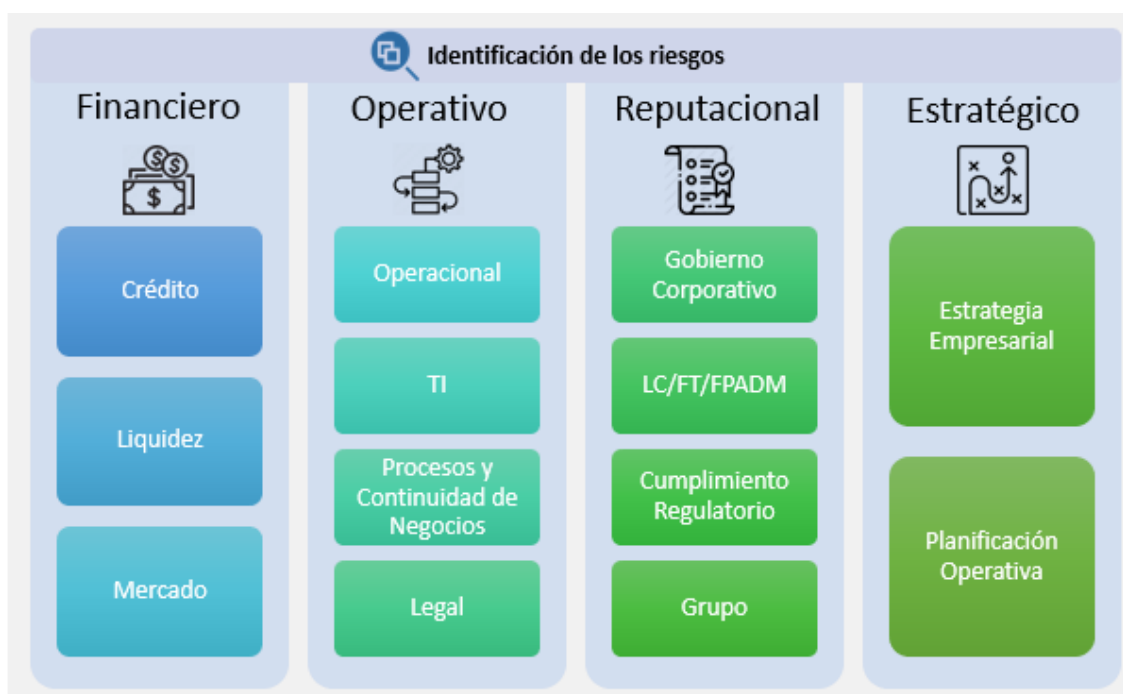 Identificación de los riesgos
Financiero
Crédito
Liquidez
Mercado
Operativo
Operacional
TI
Procesos y
Continuidad de
Negocios
Legal
Reputacional
Gobierno
Corporativo
LC/FT/FPADM
Cumplimiento
Regulatorio
Grupo
Estratégico
Estrategia
Empresarial
Planificación
Operativa